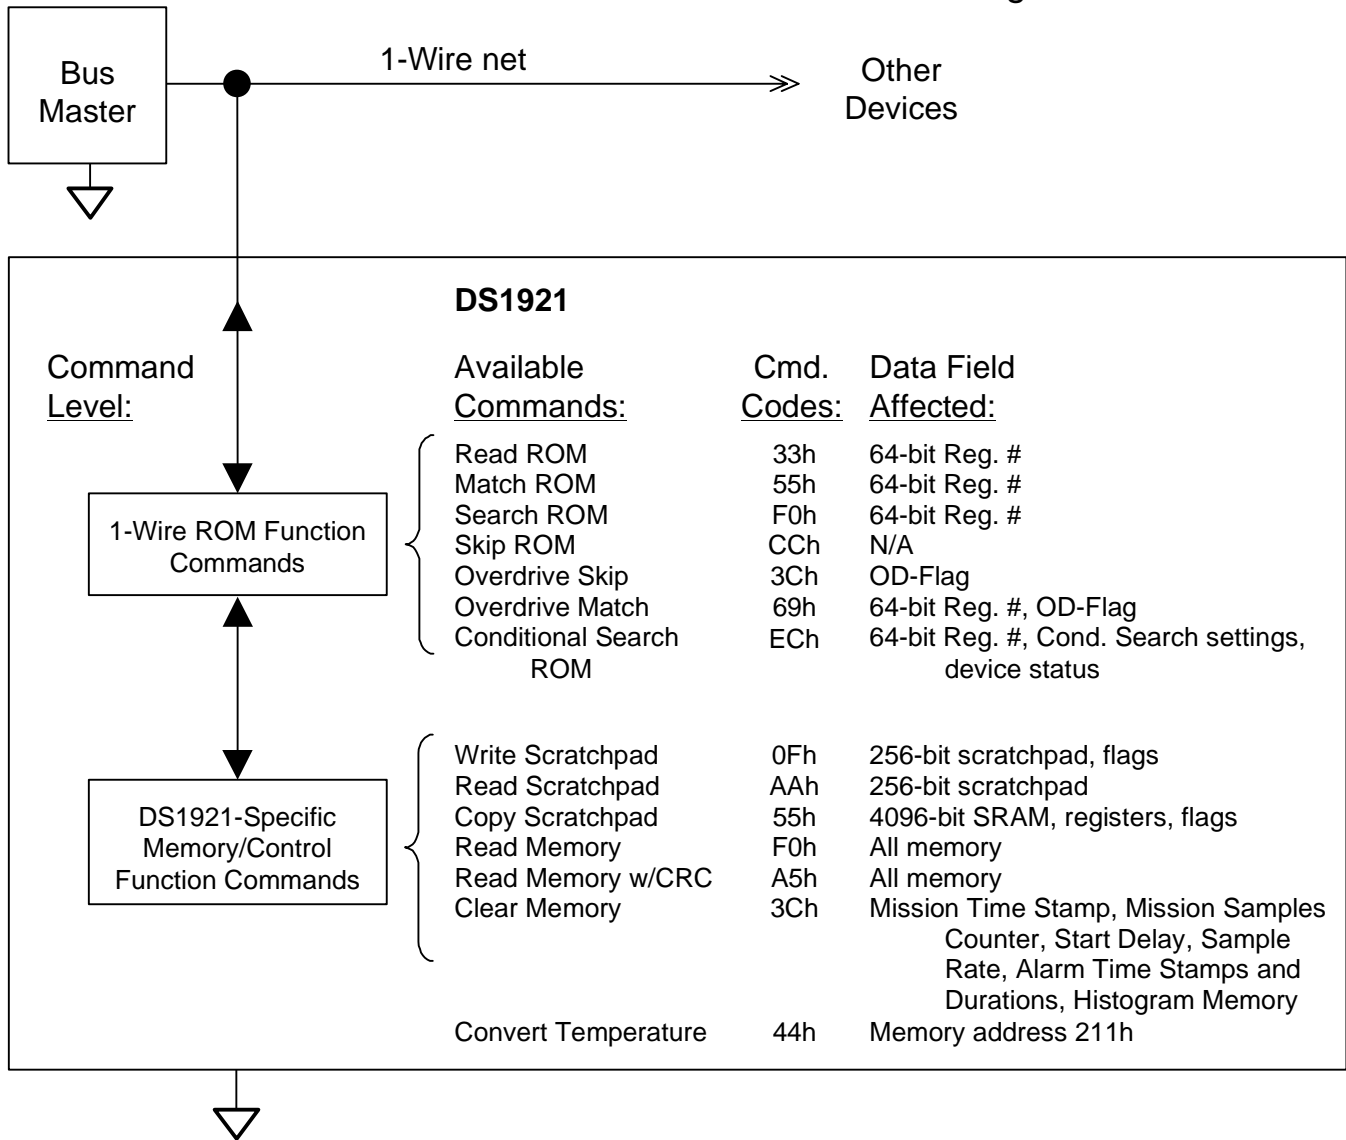 Bus
Master
1-Wire net
Other
Devices
DS1921
Command
Level:
Available
Commands:
Cmd.
Codes:
Data Field
Affected:
1-Wire ROM Function
Commands
Read ROM 33h 64-bit Reg. #
Match ROM 55h 64-bit Reg. #
Search ROM F0h 64-bit Reg. #
Skip ROM CCh N/A
Overdrive Skip 3Ch OD-Flag
Overdrive Match 69h 64-bit Reg. #, OD-Flag
Conditional Search ECh 64-bit Reg. #, Cond. Search settings,
ROM device status
DS1921-Specific
Memory/Control
Function Commands
Write Scratchpad 0Fh 256-bit scratchpad, flags
Read Scratchpad AAh 256-bit scratchpad
Copy Scratchpad 55h 4096-bit SRAM, registers, flags
Read Memory F0h All memory
Read Memory w/CRC A5h All memory
Clear Memory 3Ch Mission Time Stamp, Mission Samples
Counter, Start Delay, Sample
Rate, Alarm Time Stamps and
Durations, Histogram Memory
Convert Temperature 44h Memory address 211h